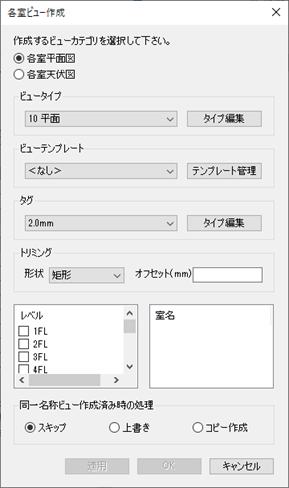 各室ビュー作成
作成するビューカテゴリを選択して下さい。
各室平面図
各室天伏図
ビュータイプ
10 平面
タイプ編集
ビューテンプレート
<なし>
テンプレート管理
タグ
2.0mm
タイプ編集
トリミング
形状 矩形 オフセット(mm)
レベル
1FL
2FL
3FL
4FL
室名
同一名称ビュー作成済み時の処理
スキップ 上書き コピー作成
適用 OK キャンセル